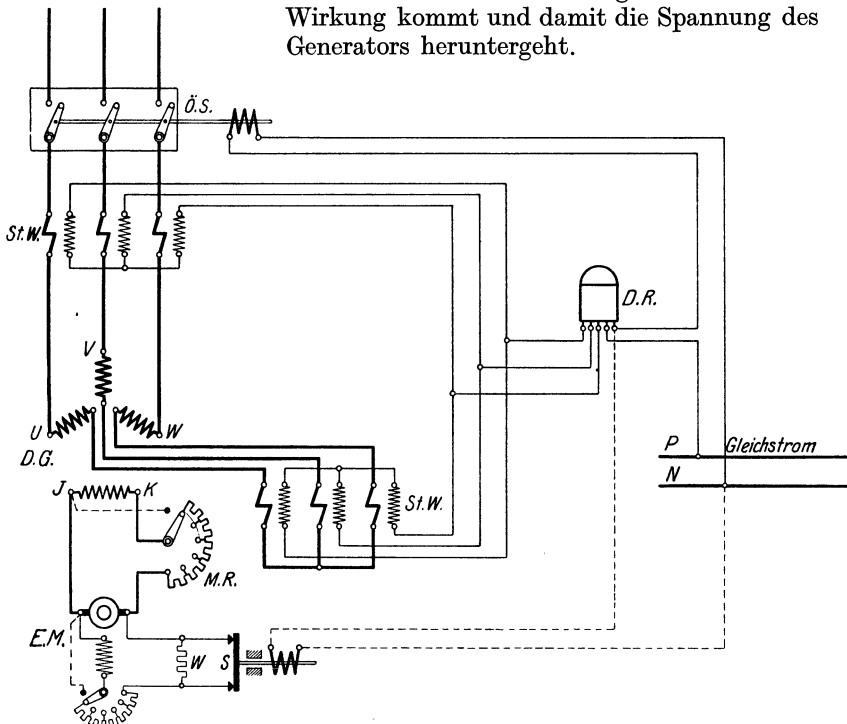 Wirkung kommt und damit die Spannung des
Generators heruntergeht.
Ö.S.
St.W.
D.R.
V
U
W
D.G.
P
Gleichstrom
N
J
K
St.W.
M.R.
E.M.
W
S